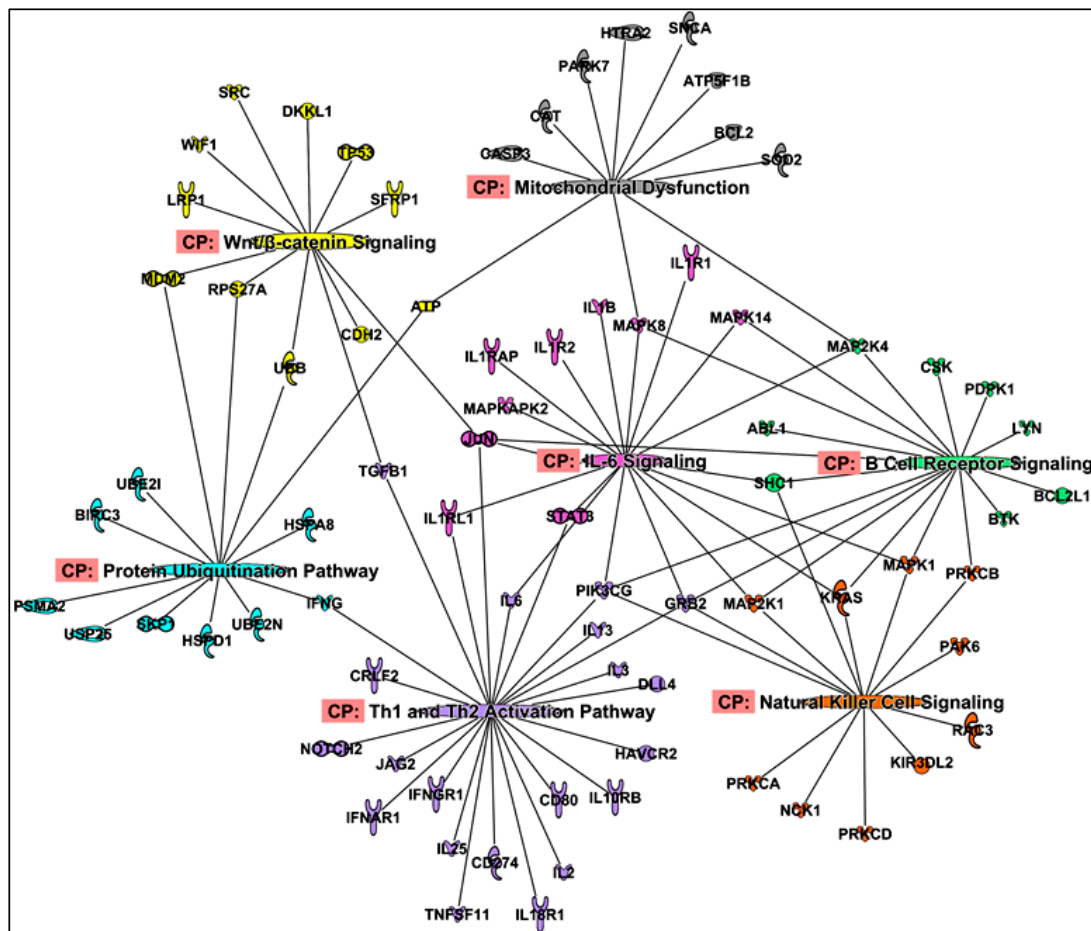 SNCA
HTRA2
PARK7
ATP5F1B
SRC
DKKL1
CAT
BCL2
WIF1
TP53
CASP3
SOD2
CP: Mitochondrial Dysfunction
LRP1
SFRP1
CP: Wnt/β-catenin Signaling
IL1R1
MDM2
RPS27A
ATP
IL1B
MAPK8
MAPK14
CDH2
IL1RAP
IL1R2
MAP2K4
UBB
CSK
PDPK1
MAPKAPK2
ABL1
LYN
JUN
CP: IL-6 Signaling
CP: B Cell Receptor Signaling
TGFB1
SHC1
UBE2I
BCL2L1
BIRC3
HSPA8
IL1RL1
STAT3
BTK
CP: Protein Ubiquitination Pathway
MAPK1
PRKCB
PSMA2
IFNG
IL6
PIK3CG
GRB2
MAP2K1
KRAS
USP25
SKP1
HSPD1
UBE2N
IL13
PAK6
CRLF2
IL3
DLL4
CP: Natural Killer Cell Signaling
CP: Th1 and Th2 Activation Pathway
RAC3
NOTCH2
JAG2
HAVCR2
KIR3DL2
IFNGR1
CD80
IL10RB
PRKCA
IFNAR1
NCK1
PRKCD
IL25
CD274
IL2
TNFSF11
IL18R1